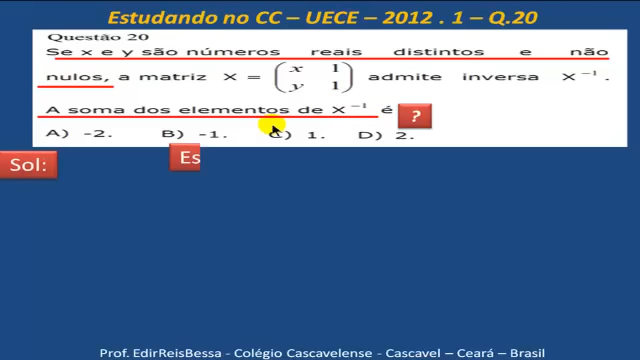 Estudando no CC – UECE – 2012 . 1 – Q.20
Questão 20
Se x e y são números reais distintos e não
nulos, a matriz X = ( x 1 ; y 1 ) admite inversa X⁻¹.
A soma dos elementos de X⁻¹ é ?
A) -2. B) -1. C) 1. D) 2.
Sol:
Es
Prof. EdirReisBessa - Colégio Cascavelense - Cascavel – Ceará – Brasil